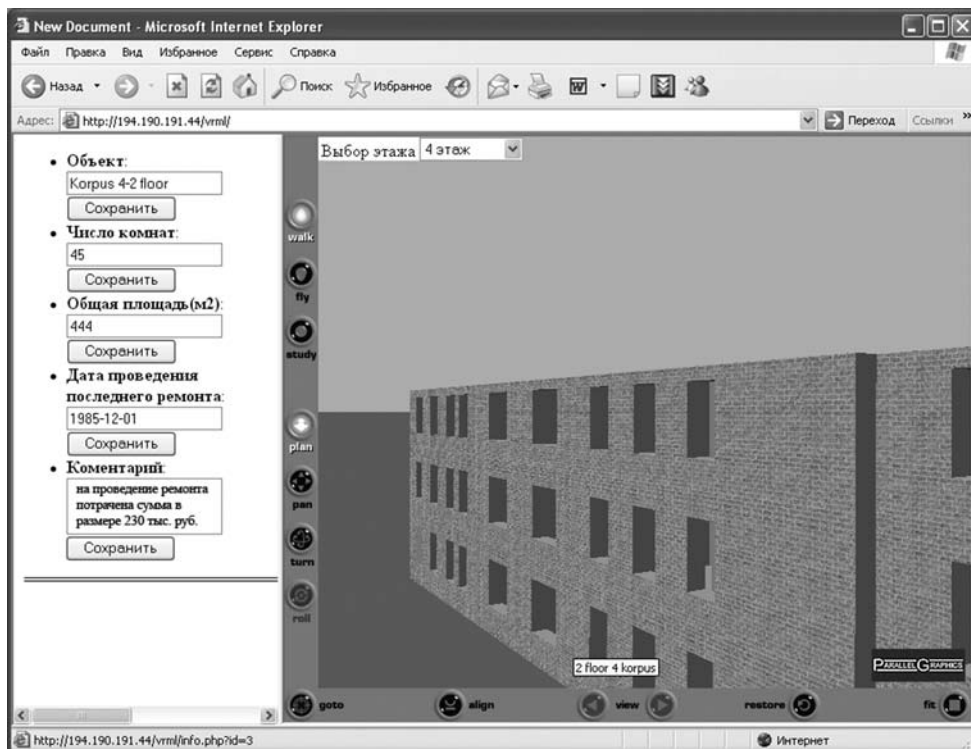 New Document - Microsoft Internet Explorer
Файл Правка Вид Избранное Сервис Справка
Назад Поиск Избранное
Адрес: http://194.190.191.44/vrml/ Переход Ссылки »
Выбор этажа 4 этаж
Объект:
Korpus 4-2 floor
Сохранить
Число комнат:
45
Сохранить
Общая площадь(м2):
444
Сохранить
Дата проведения
последнего ремонта:
1985-12-01
Сохранить
Коментарий:
на проведение ремонта
потрачена сумма в
размере 230 тыс. руб.
Сохранить
walk
fly
study
plan
pan
turn
roll
2 floor 4 korpus
PARALLELGRAPHICS
goto align view restore fit
http://194.190.191.44/vrml/info.php?id=3 Интернет